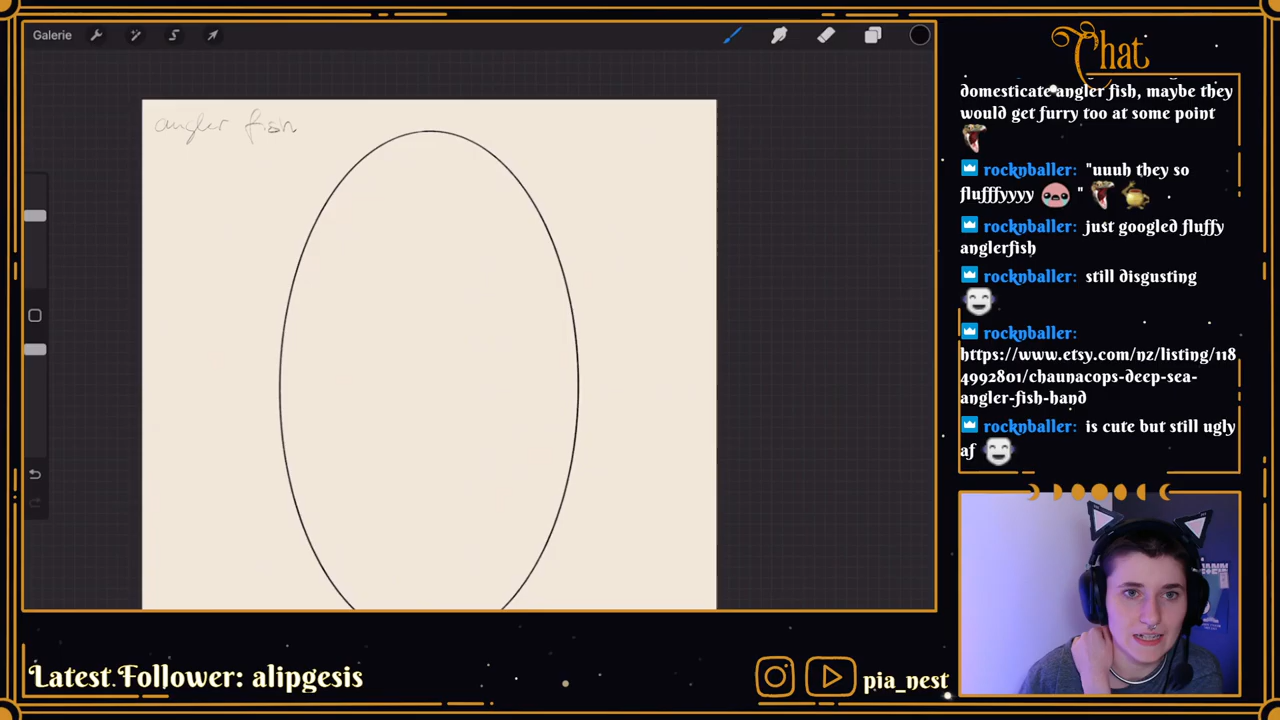 Galerie
angler fish
Chat
domesticate angler fish, maybe they
would get furry too at some point
rocknballer: "uuuh they so
flufffyyyy "
rocknballer: just googled fluffy
anglerfish
rocknballer: still disgusting
rocknballer:
https://www.etsy.com/nz/listing/118
4992801/chaunacops-deep-sea-
angler-fish-hand
rocknballer: is cute but still ugly
af
Latest Follower: alipgesis
pia_nest